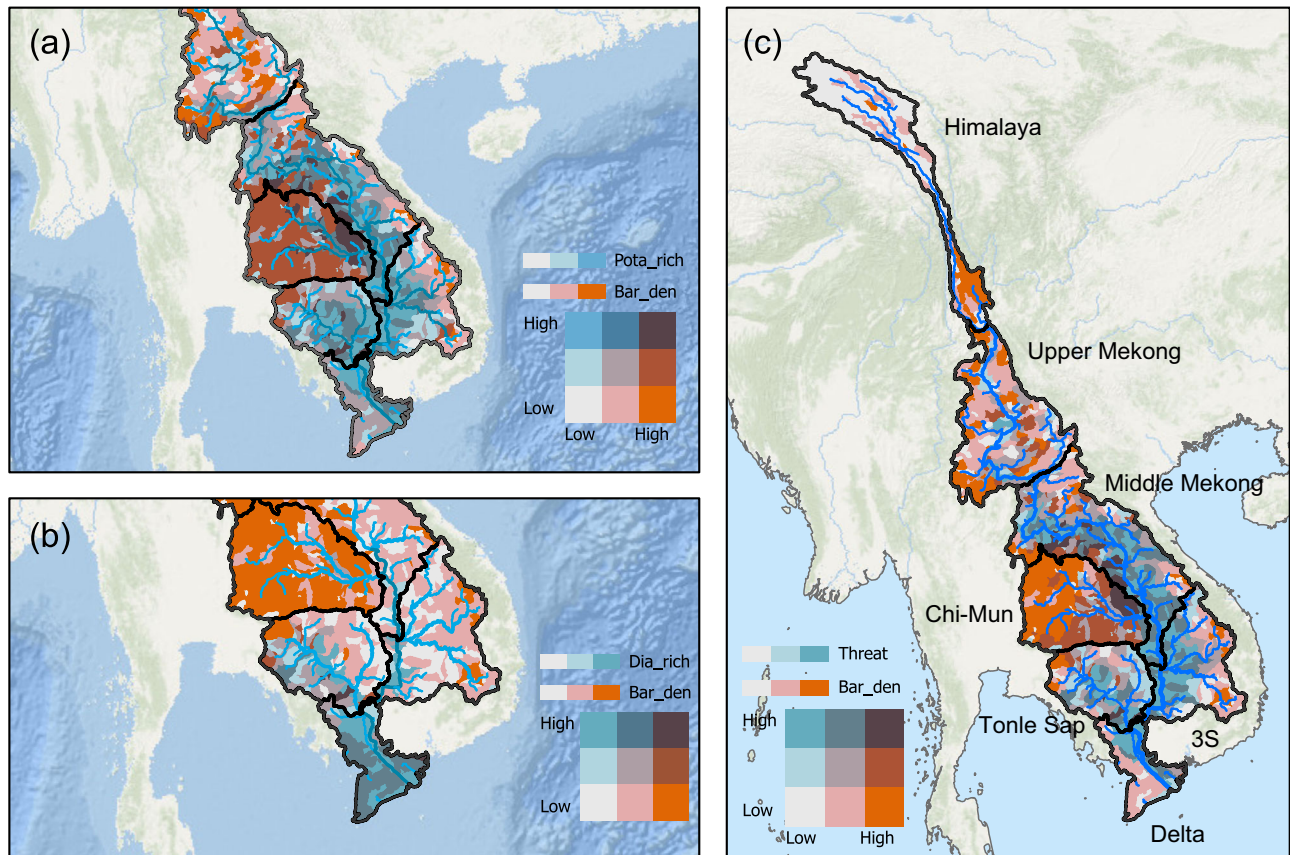 (a)
Pota_rich
Bar_den
High
Low
Low
High
(b)
Dia_rich
Bar_den
High
Low
(c)
Himalaya
Upper Mekong
Middle Mekong
Chi-Mun
Threat
Bar_den
High
Tonle Sap
3S
Low
Low
High
Delta